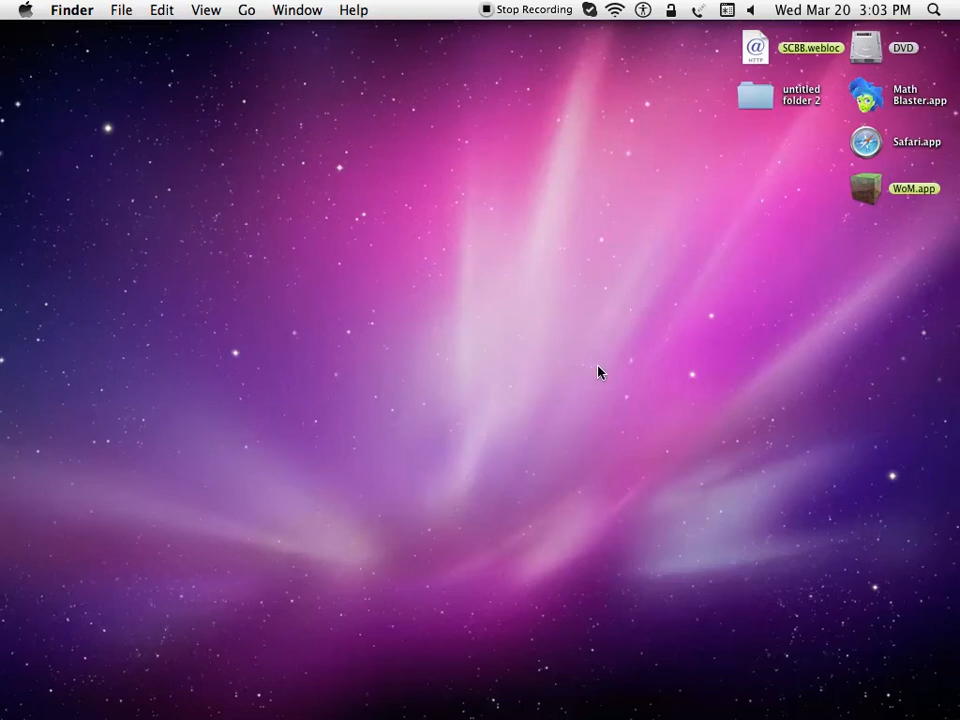 Finder File Edit View Go Window Help Stop Recording Wed Mar 20 3:03 PM
@
HTTP
SCBB.webloc
DVD
untitled
folder 2
Math
Blaster.app
Safari.app
WoM.app